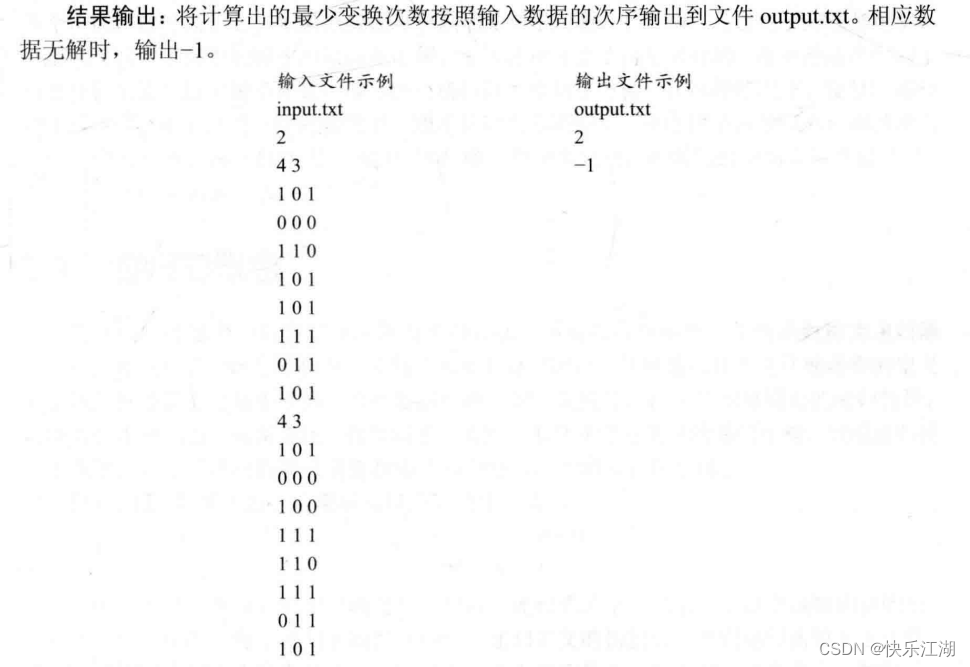 结果输出：将计算出的最少变换次数按照输入数据的次序输出到文件 output.txt。相应数
据无解时，输出−1。
输入文件示例 输出文件示例
input.txt output.txt
2 2
4 3 −1
1 0 1
0 0 0
1 1 0
1 0 1
1 0 1
1 1 1
0 1 1
1 0 1
4 3
1 0 1
0 0 0
1 0 0
1 1 1
1 1 0
1 1 1
0 1 1
1 0 1
CSDN @快乐江湖